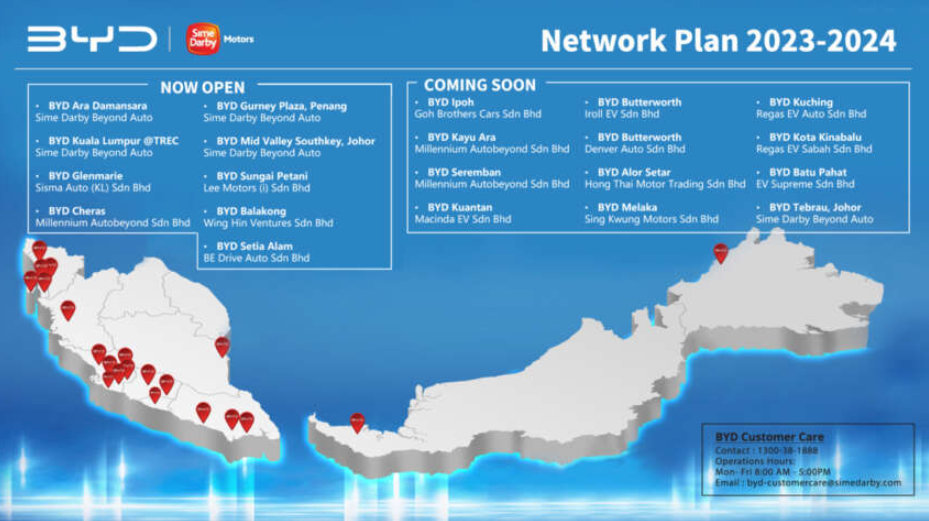 BYD
Sime Darby Motors
Network Plan 2023-2024
NOW OPEN
• BYD Ara Damansara
Sime Darby Beyond Auto
• BYD Kuala Lumpur @TREC
Sime Darby Beyond Auto
• BYD Glenmarie
Sisma Auto (KL) Sdn Bhd
• BYD Cheras
Millennium Autobeyond Sdn Bhd
• BYD Gurney Plaza, Penang
Sime Darby Beyond Auto
• BYD Mid Valley Southkey, Johor
Sime Darby Beyond Auto
• BYD Sungai Petani
Lee Motors (i) Sdn Bhd
• BYD Balakong
Wing Hin Ventures Sdn Bhd
• BYD Setia Alam
BE Drive Auto Sdn Bhd
COMING SOON
• BYD Ipoh
Goh Brothers Cars Sdn Bhd
• BYD Kayu Ara
Millennium Autobeyond Sdn Bhd
• BYD Seremban
Millennium Autobeyond Sdn Bhd
• BYD Kuantan
Macinda EV Sdn Bhd
• BYD Butterworth
Iroll EV Sdn Bhd
• BYD Butterworth
Denver Auto Sdn Bhd
• BYD Alor Setar
Hong Thai Motor Trading Sdn Bhd
• BYD Melaka
Sing Kwung Motors Sdn Bhd
• BYD Kuching
Regas EV Auto Sdn Bhd
• BYD Kota Kinabalu
Regas EV Sabah Sdn Bhd
• BYD Batu Pahat
EV Supreme Sdn Bhd
• BYD Tebrau, Johor
Sime Darby Beyond Auto
BYD Customer Care
Contact : 1300-38-1888
Operations Hours:
Mon- Fri 8:00 AM - 5:00PM
Email : byd-customercare@simedarby.com